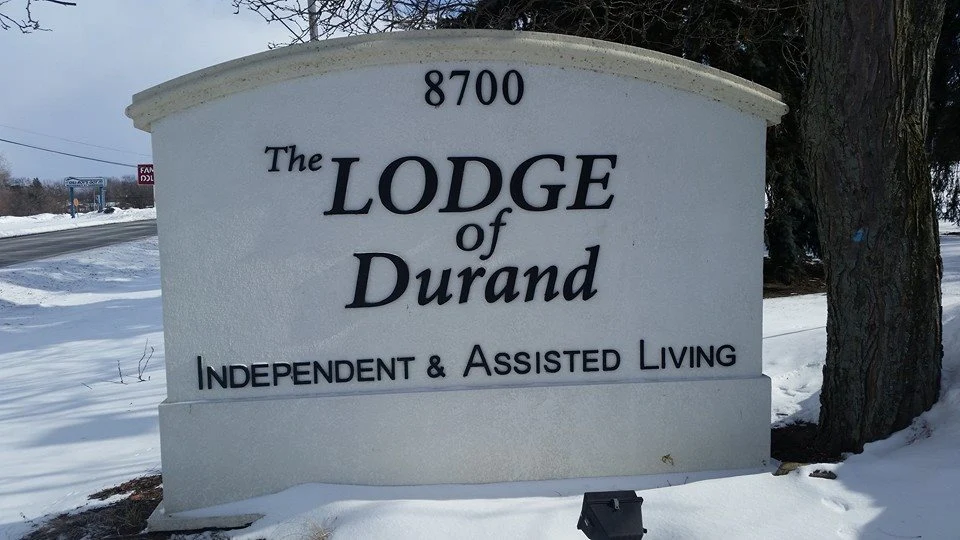 8700
The LODGE
of
Durand
INDEPENDENT & ASSISTED LIVING